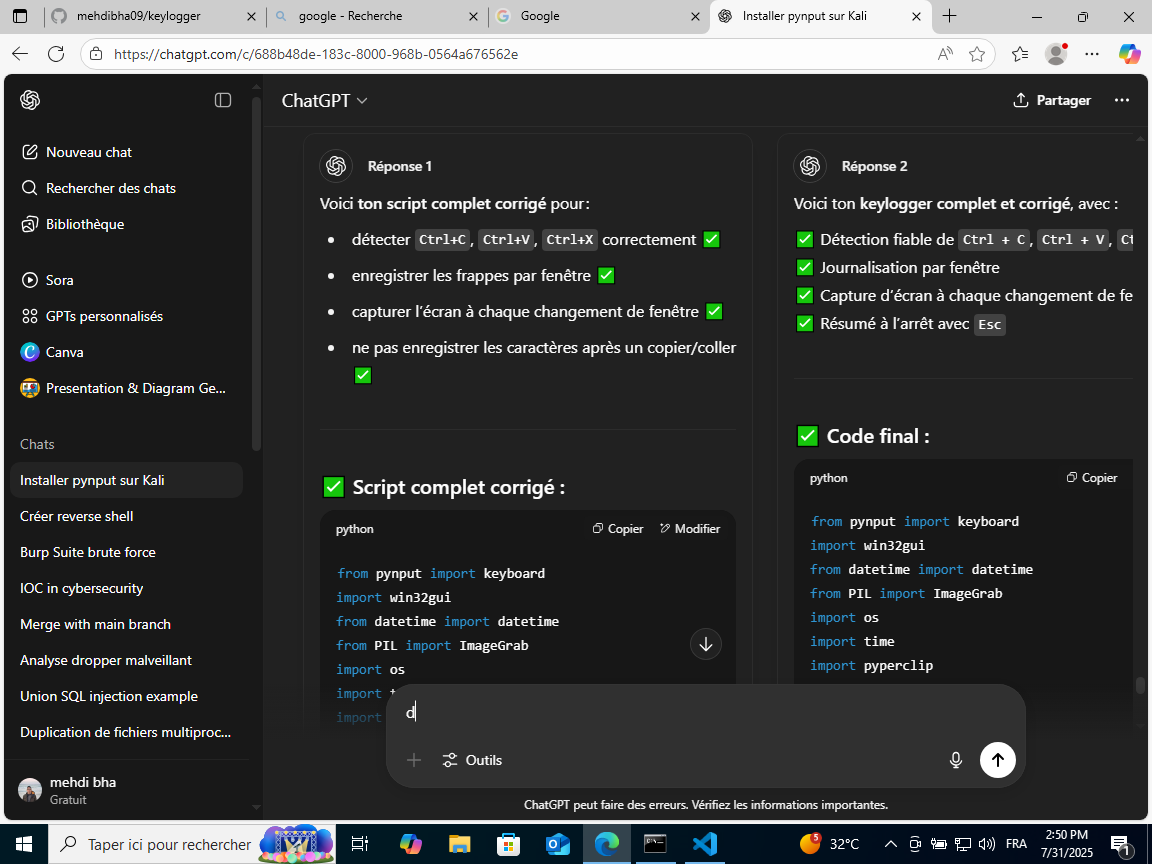 mehdibha09/keylogger
google - Recherche
Google
Installer pynput sur Kali
https://chatgpt.com/c/688b48de-183c-8000-968b-0564a676562e
ChatGPT
Partager
Nouveau chat
Rechercher des chats
Bibliothèque
Sora
GPTs personnalisés
Canva
Presentation & Diagram Ge...
Chats
Installer pynput sur Kali
Créer reverse shell
Burp Suite brute force
IOC in cybersecurity
Merge with main branch
Analyse dropper malveillant
Union SQL injection example
Duplication de fichiers multiproc...
mehdi bha
Gratuit
Réponse 1
Voici ton script complet corrigé pour :
détecter Ctrl+C, Ctrl+V, Ctrl+X correctement ✅
enregistrer les frappes par fenêtre ✅
capturer l’écran à chaque changement de fenêtre ✅
ne pas enregistrer les caractères après un copier/coller
✅
✅ Script complet corrigé :
python
Copier
Modifier
from pynput import keyboard
import win32gui
from datetime import datetime
from PIL import ImageGrab
import os
import t
import
Réponse 2
Voici ton keylogger complet et corrigé, avec :
✅ Détection fiable de Ctrl + C, Ctrl + V, Ct
✅ Journalisation par fenêtre
✅ Capture d’écran à chaque changement de fe
✅ Résumé à l’arrêt avec Esc
✅ Code final :
python
Copier
from pynput import keyboard
import win32gui
from datetime import datetime
from PIL import ImageGrab
import os
import time
import pyperclip
d
Outils
ChatGPT peut faire des erreurs. Vérifiez les informations importantes.
Taper ici pour rechercher
5
32°C
FRA
2:50 PM
7/31/2025
1